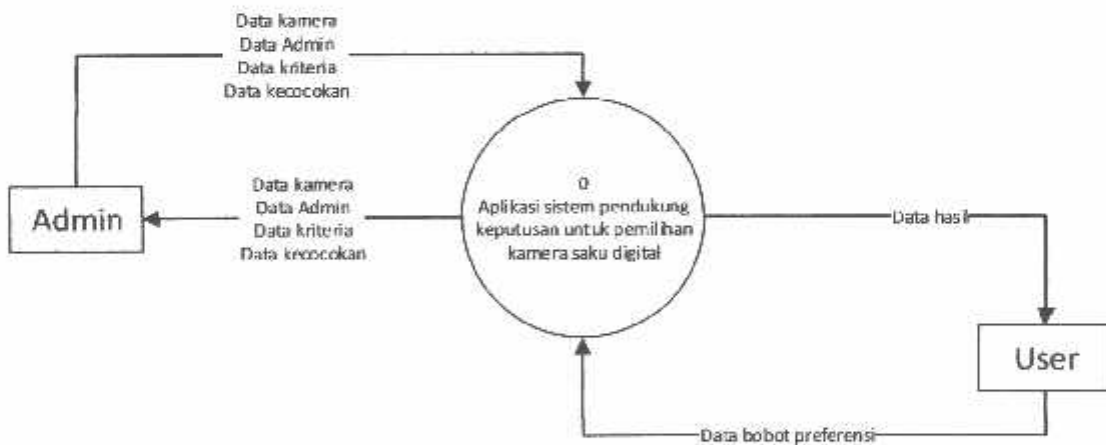 Data kamera
Data Admin
Data kriteria
Data kecocokan
Admin
Data kamera
Data Admin
Data kriteria
Data kecocokan
0
Aplikasi sistem pendukung
keputusan untuk pemilihan
kamera saku digital
Data hasil
User
Data bobot preferensi